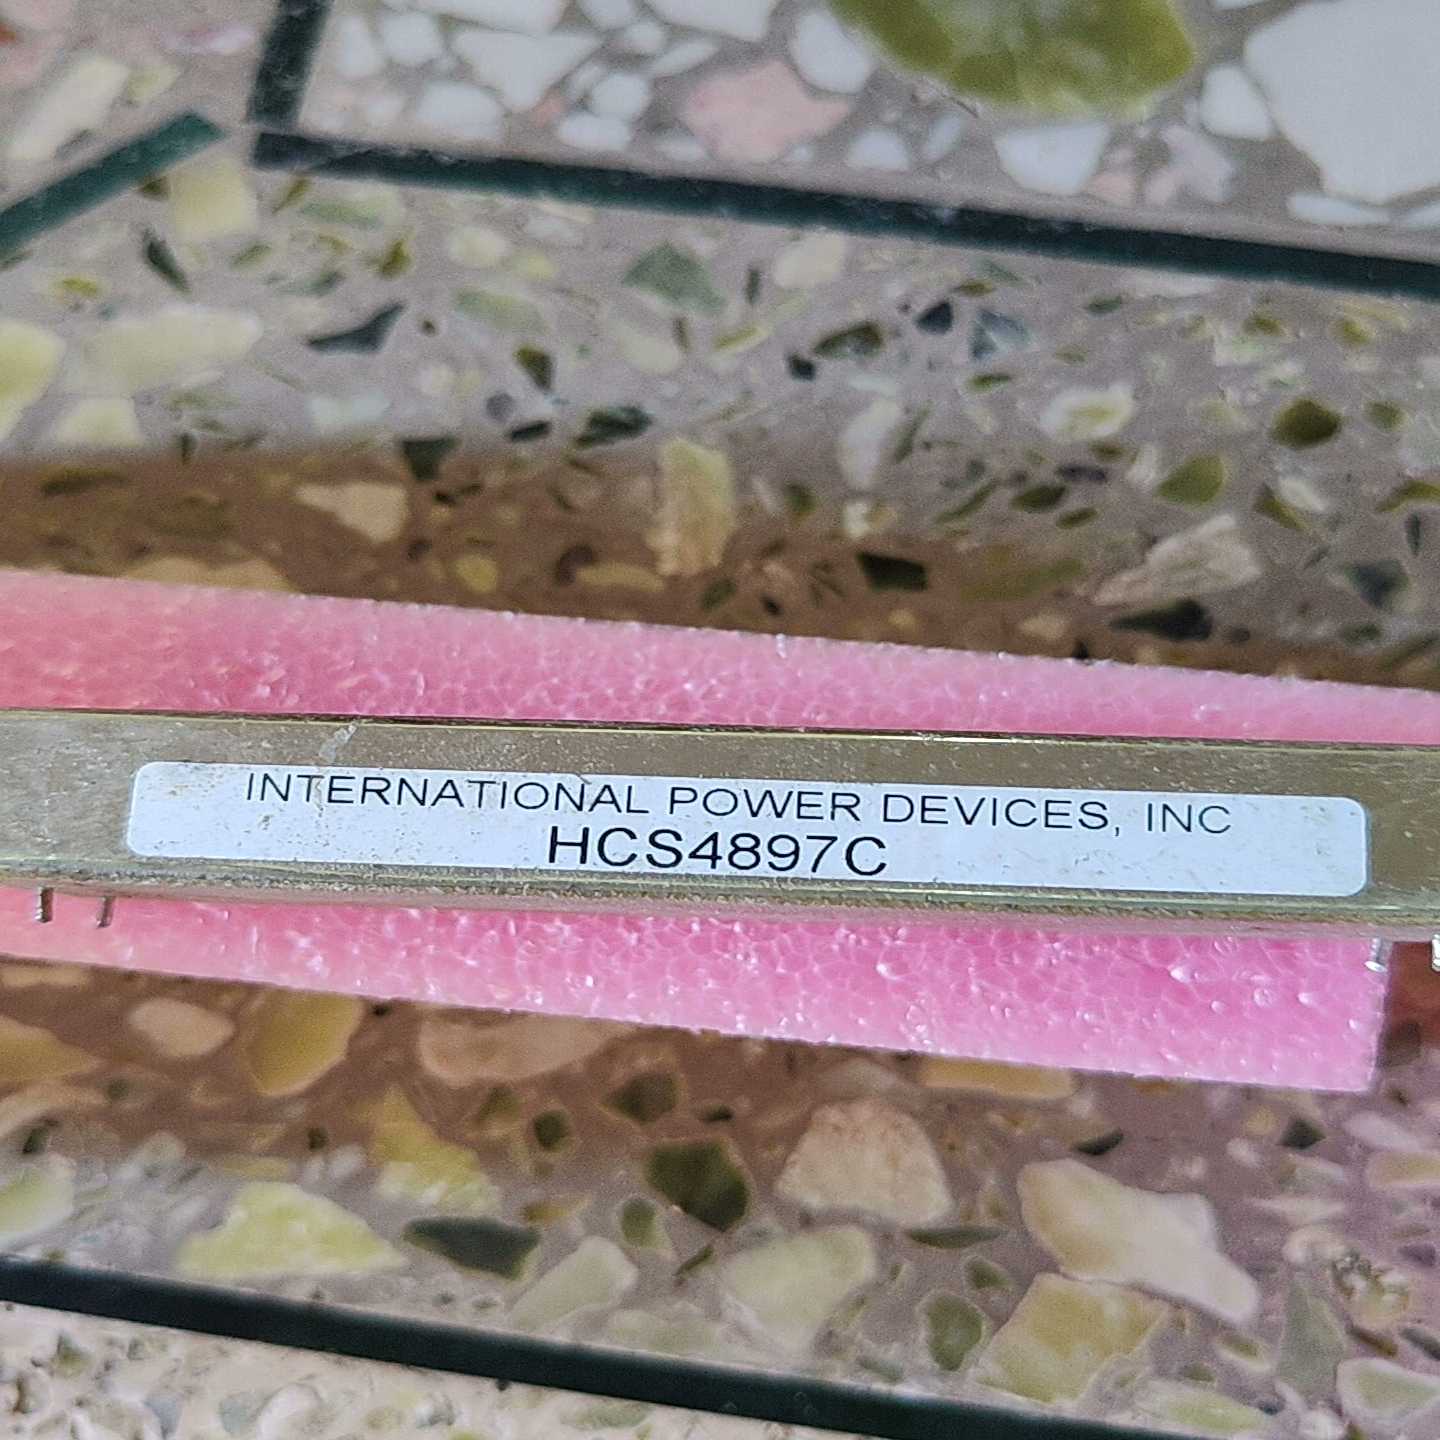 INTERNATIONAL POWER DEVICES, INC
HCS4897C